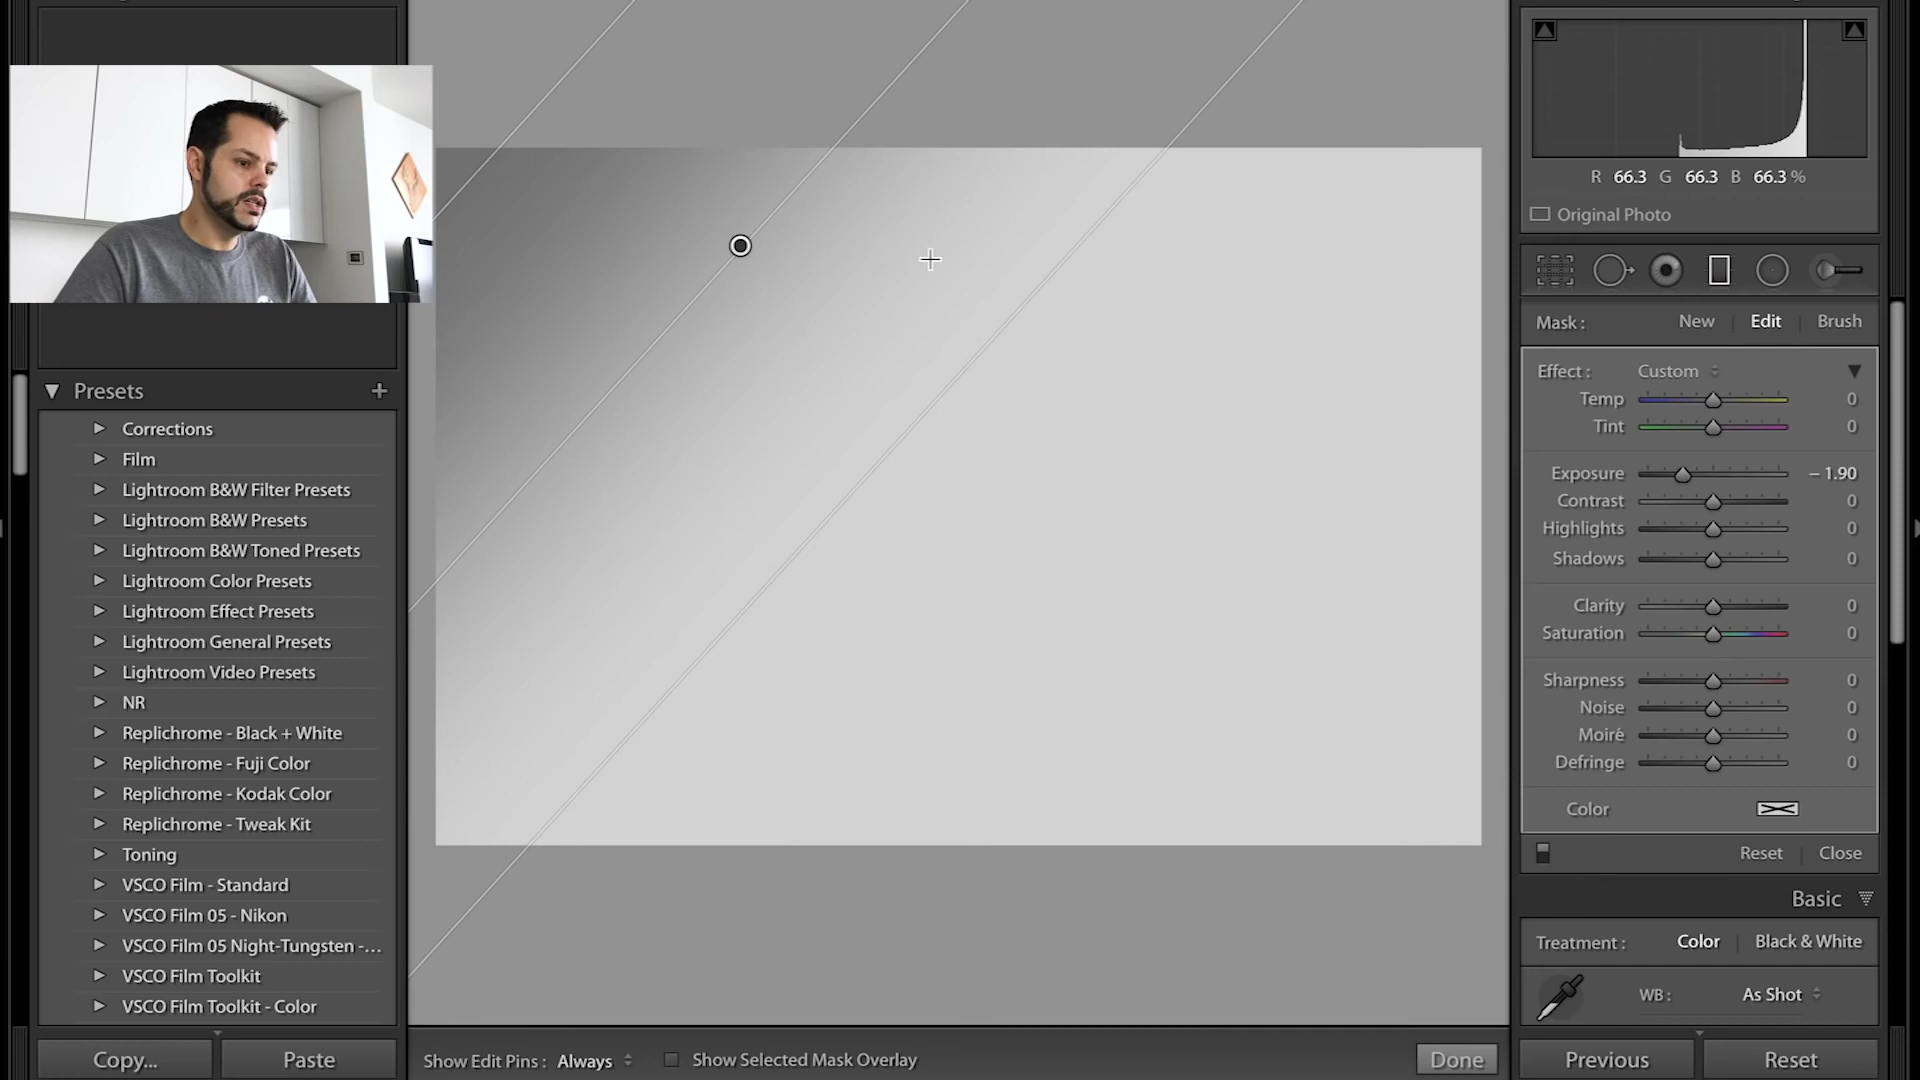 Presets +
Corrections
Film
Lightroom B&W Filter Presets
Lightroom B&W Presets
Lightroom B&W Toned Presets
Lightroom Color Presets
Lightroom Effect Presets
Lightroom General Presets
Lightroom Video Presets
NR
Replichrome - Black + White
Replichrome - Fuji Color
Replichrome - Kodak Color
Replichrome - Tweak Kit
Toning
VSCO Film - Standard
VSCO Film 05 - Nikon
VSCO Film 05 Night-Tungsten -...
VSCO Film Toolkit
VSCO Film Toolkit - Color
Copy... Paste
Show Edit Pins : Always Show Selected Mask Overlay Done
R 66.3 G 66.3 B 66.3 %
Original Photo
Mask : New Edit Brush
Effect : Custom
Temp 0
Tint 0
Exposure – 1.90
Contrast 0
Highlights 0
Shadows 0
Clarity 0
Saturation 0
Sharpness 0
Noise 0
Moiré 0
Defringe 0
Color
Reset Close
Basic
Treatment : Color Black & White
WB : As Shot
Previous Reset